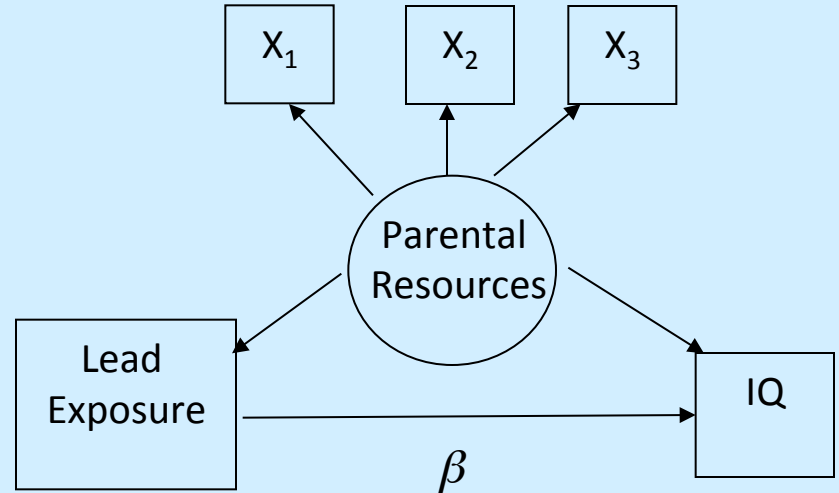 X₁
X₂
X₃
Parental
Resources
Lead
Exposure
IQ
β